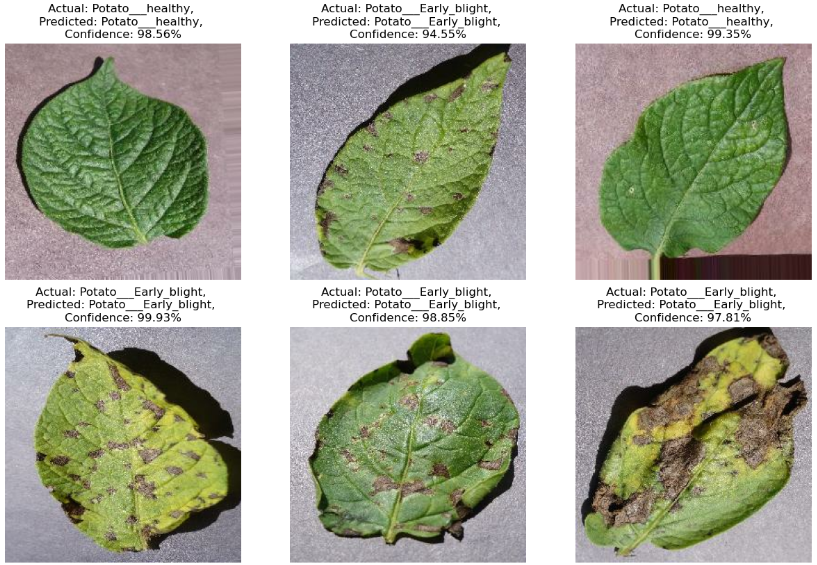 Actual: Potato___healthy,
Predicted: Potato___healthy,
Confidence: 98.56%
Actual: Potato___Early_blight,
Predicted: Potato___Early_blight,
Confidence: 94.55%
Actual: Potato___healthy,
Predicted: Potato___healthy,
Confidence: 99.35%
Actual: Potato___Early_blight,
Predicted: Potato___Early_blight,
Confidence: 99.93%
Actual: Potato___Early_blight,
Predicted: Potato___Early_blight,
Confidence: 98.85%
Actual: Potato___Early_blight,
Predicted: Potato___Early_blight,
Confidence: 97.81%